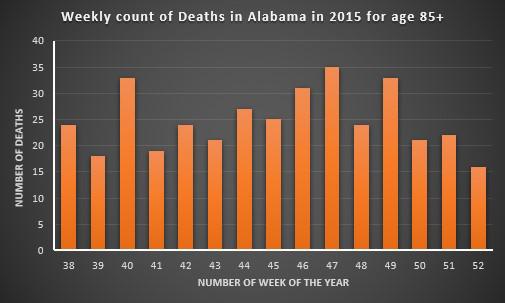 Weekly count of Deaths in Alabama in 2015 for age 85+
NUMBER OF DEATHS
40
35
30
25
20
15
10
5
0
38 39 40 41 42 43 44 45 46 47 48 49 50 51 52
NUMBER OF WEEK OF THE YEAR